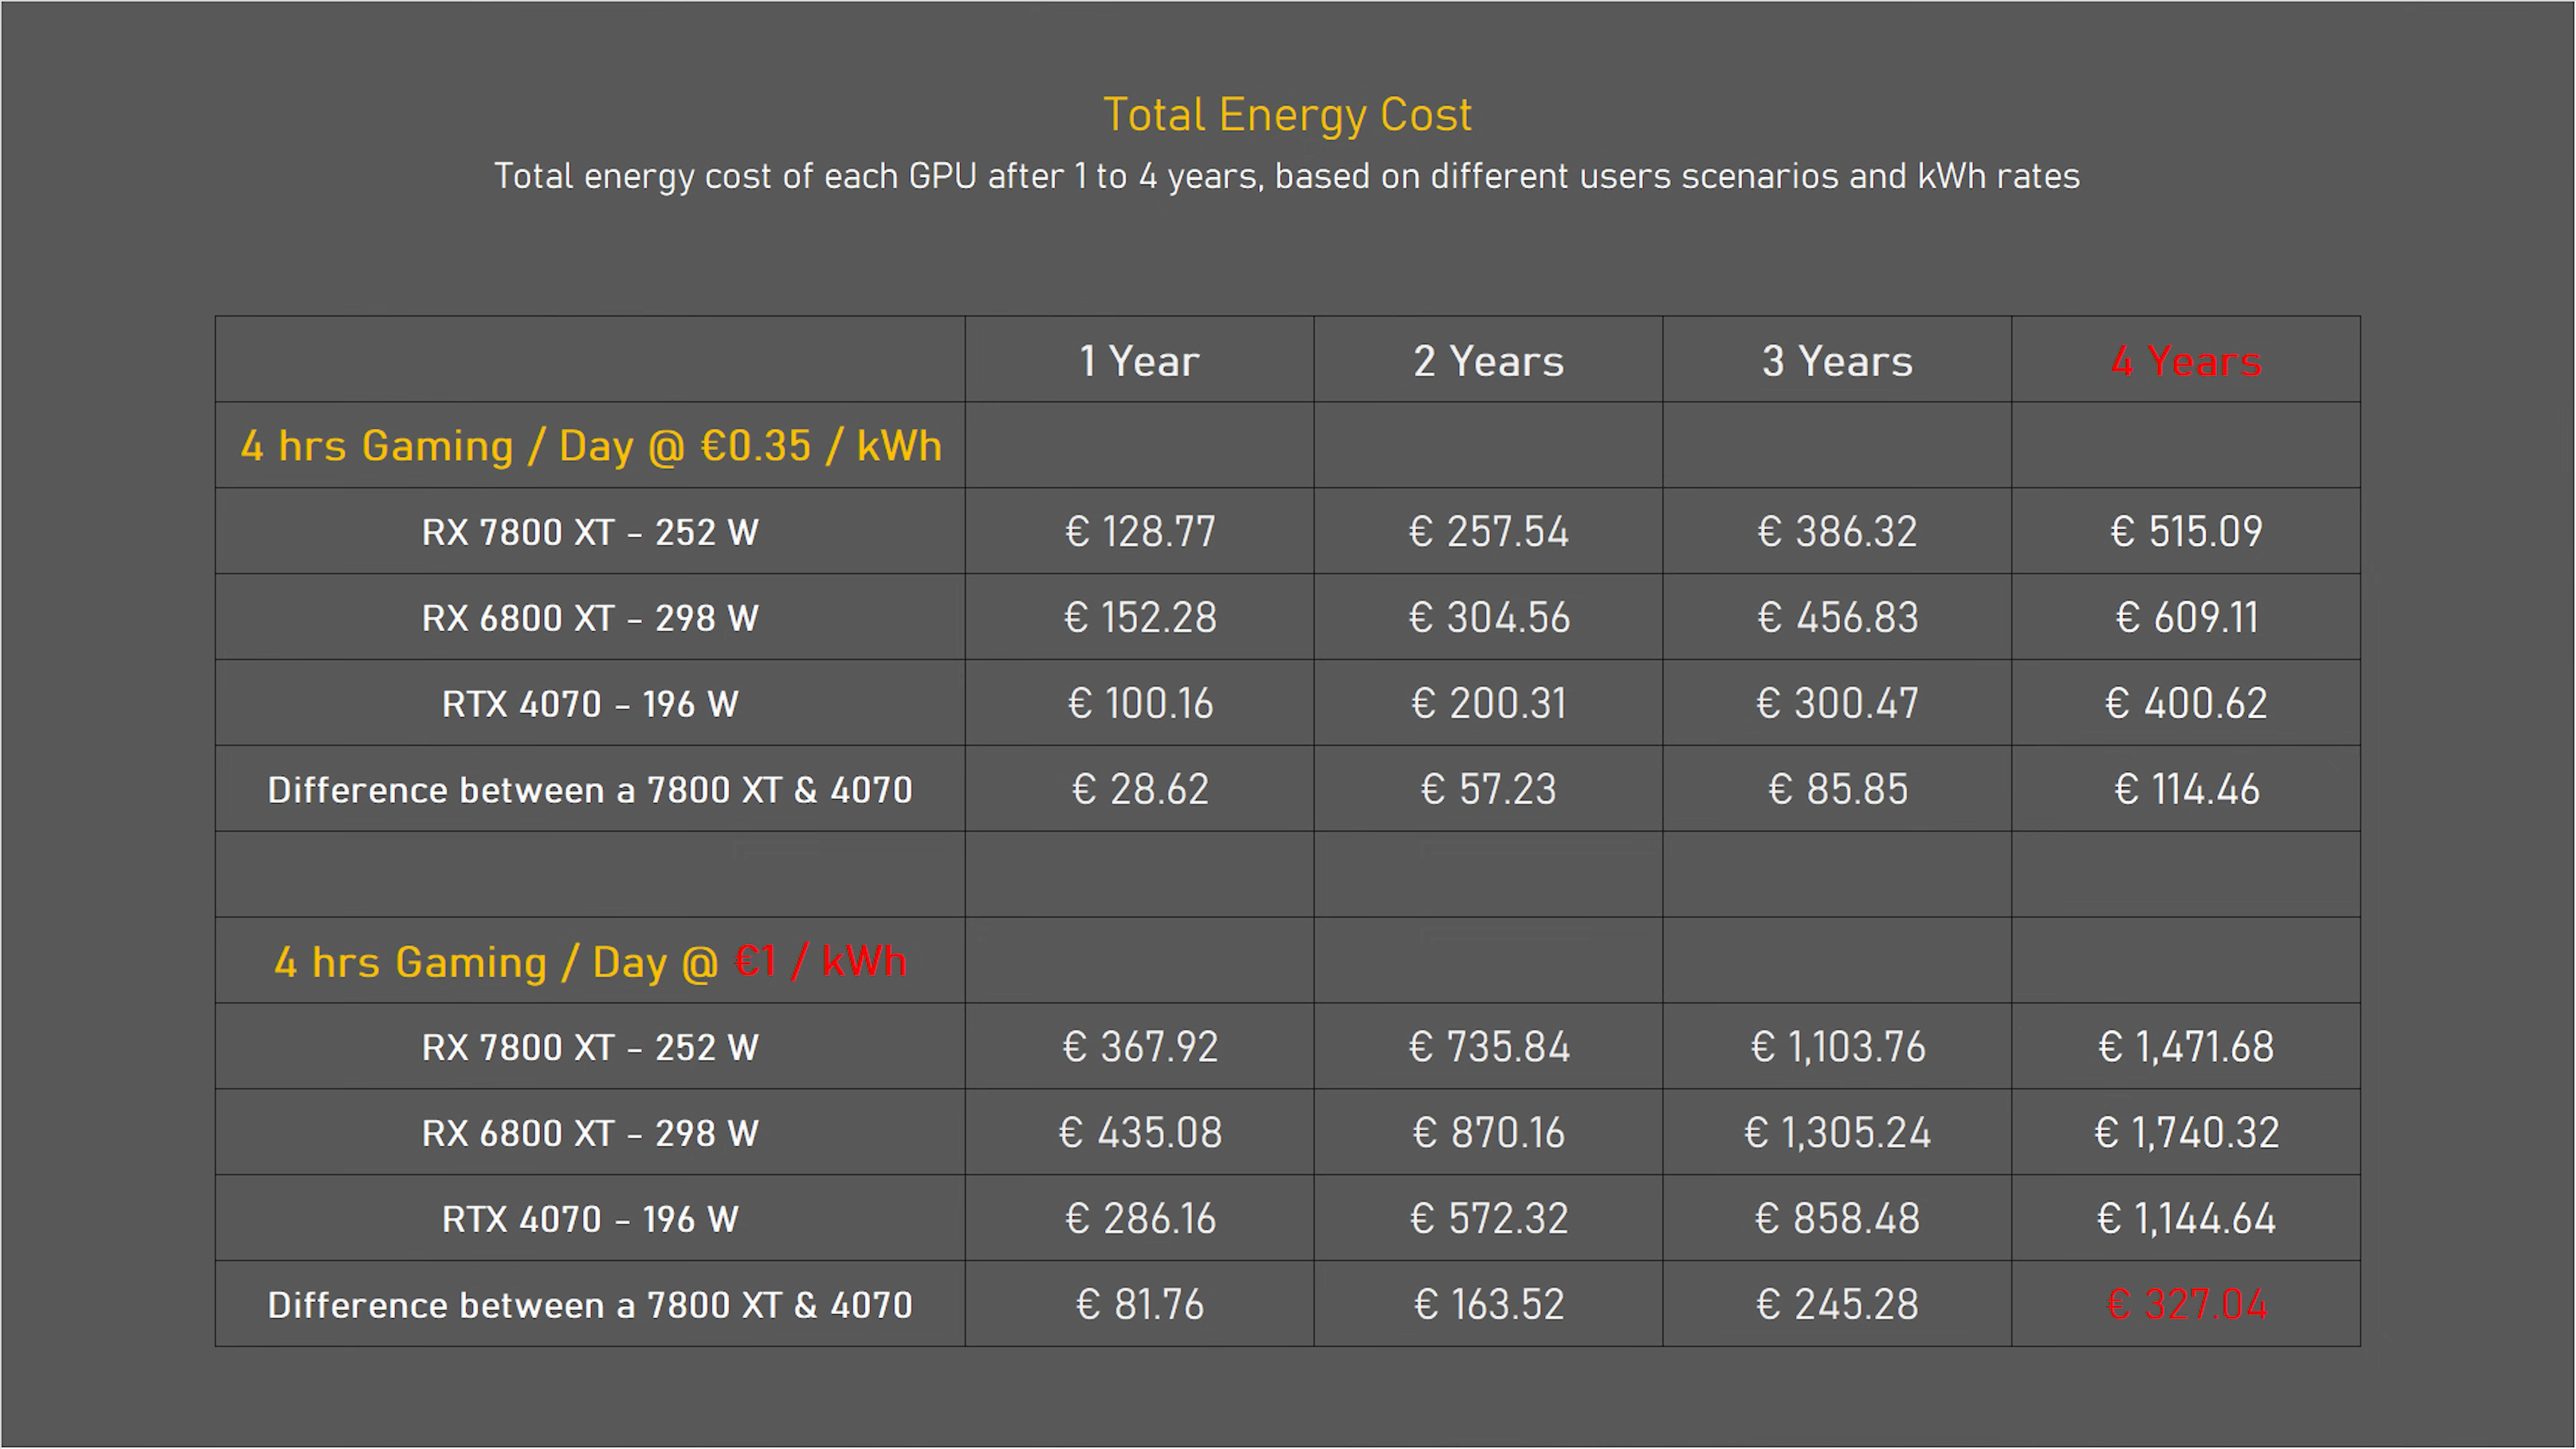 Total Energy Cost
Total energy cost of each GPU after 1 to 4 years, based on different users scenarios and kWh rates
1 Year 2 Years 3 Years 4 Years
4 hrs Gaming / Day @ €0.35 / kWh
RX 7800 XT - 252 W € 128.77 € 257.54 € 386.32 € 515.09
RX 6800 XT - 298 W € 152.28 € 304.56 € 456.83 € 609.11
RTX 4070 - 196 W € 100.16 € 200.31 € 300.47 € 400.62
Difference between a 7800 XT & 4070 € 28.62 € 57.23 € 85.85 € 114.46
4 hrs Gaming / Day @ €1 / kWh
RX 7800 XT - 252 W € 367.92 € 735.84 € 1,103.76 € 1,471.68
RX 6800 XT - 298 W € 435.08 € 870.16 € 1,305.24 € 1,740.32
RTX 4070 - 196 W € 286.16 € 572.32 € 858.48 € 1,144.64
Difference between a 7800 XT & 4070 € 81.76 € 163.52 € 245.28 € 327.04